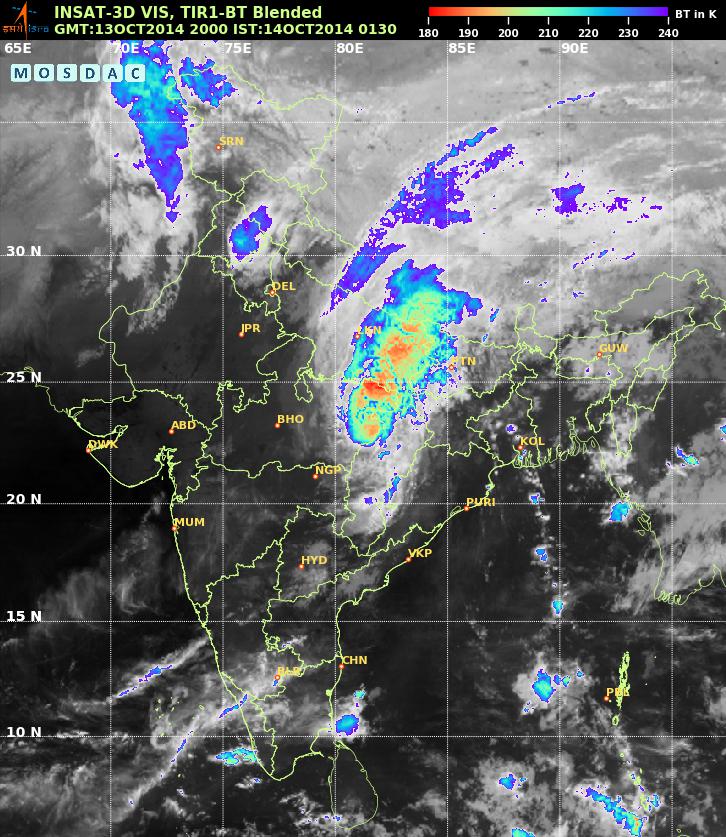 INSAT-3D VIS, TIR1-BT Blended
GMT:13OCT2014 2000 IST:14OCT2014 0130
BT in K
180 190 200 210 220 230 240
65E 70E 75E 80E 85E 90E
MOSDAC
SRN
30 N
DEL
JPR LKN
PTN GUW
25 N
ABD BHO
DWK KOL
NGP
20 N PURI
MUM
HYD VKP
15 N
BLR CHN
PBL
10 N